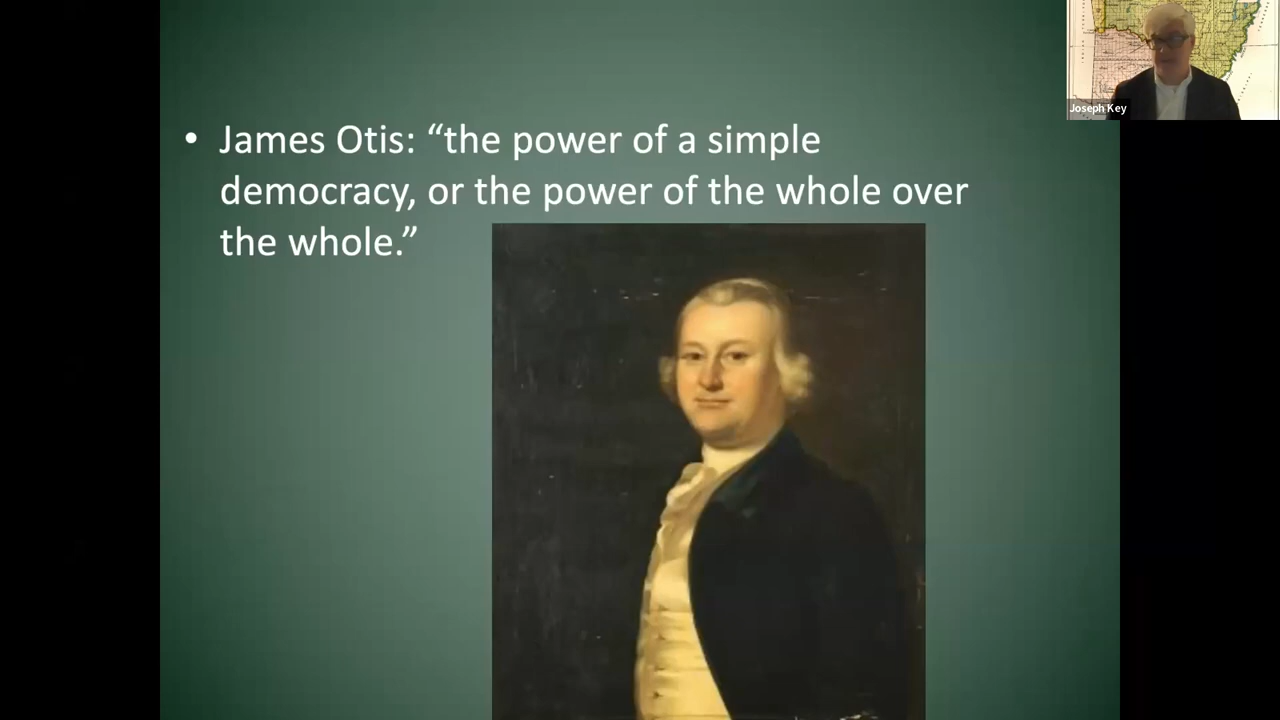 • James Otis: “the power of a simple
democracy, or the power of the whole over
the whole.”
Joseph Key